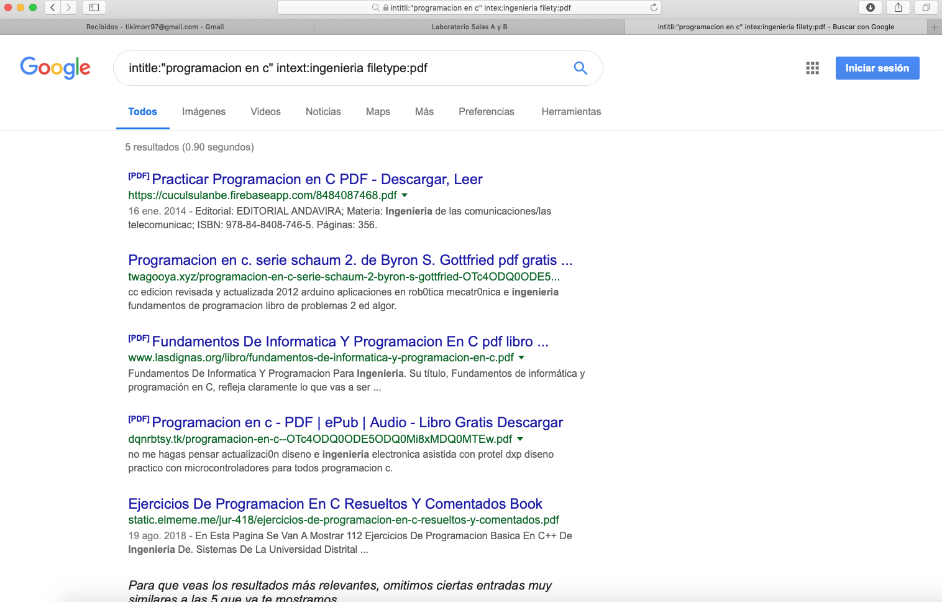 intitle:"programacion en c" intex:ingenieria filety:pdf
Recibidos - tikimorr97@gmail.com - Gmail
Laboratorio Salas A y B
intitle:"programacion en c" intex:ingenieria filety:pdf - Buscar con Google
Google
intitle:"programacion en c" intext:ingenieria filetype:pdf
Iniciar sesión
Todos Imágenes Videos Noticias Maps Más Preferencias Herramientas
5 resultados (0.90 segundos)
[PDF] Practicar Programacion en C PDF - Descargar, Leer
https://cuculsulanbe.firebaseapp.com/8484087468.pdf
16 ene. 2014 - Editorial: EDITORIAL ANDAVIRA; Materia: Ingenieria de las comunicaciones/las
telecomunicac; ISBN: 978-84-8408-746-5. Páginas: 356.
Programacion en c. serie schaum 2. de Byron S. Gottfried pdf gratis ...
twagooya.xyz/programacion-en-c-serie-schaum-2-byron-s-gottfried-OTc4ODQ0ODE5...
cc edicion revisada y actualizada 2012 arduino aplicaciones en rob0tica mecatr0nica e ingenieria
fundamentos de programacion libro de problemas 2 ed algor.
[PDF] Fundamentos De Informatica Y Programacion En C pdf libro ...
www.lasdignas.org/libro/fundamentos-de-informatica-y-programacion-en-c.pdf
Fundamentos De Informatica Y Programacion Para Ingenieria. Su título, Fundamentos de informática y
programación en C, refleja claramente lo que vas a ser ...
[PDF] Programacion en c - PDF | ePub | Audio - Libro Gratis Descargar
dqnrbtsy.tk/programacion-en-c--OTc4ODQ0ODE5ODQ0Mi8xMDQ0MTEw.pdf
no me hagas pensar actualizaci0n diseno e ingenieria electronica asistida con protel dxp diseno
practico con microcontroladores para todos programacion c.
Ejercicios De Programacion En C Resueltos Y Comentados Book
static.elmeme.me/jur-418/ejercicios-de-programacion-en-c-resueltos-y-comentados.pdf
19 ago. 2018 - En Esta Pagina Se Van A Mostrar 112 Ejercicios De Programacion Basica En C++ De
Ingenieria De. Sistemas De La Universidad Distrital ...
Para que veas los resultados más relevantes, omitimos ciertas entradas muy
similares a las 5 que ya te mostramos.